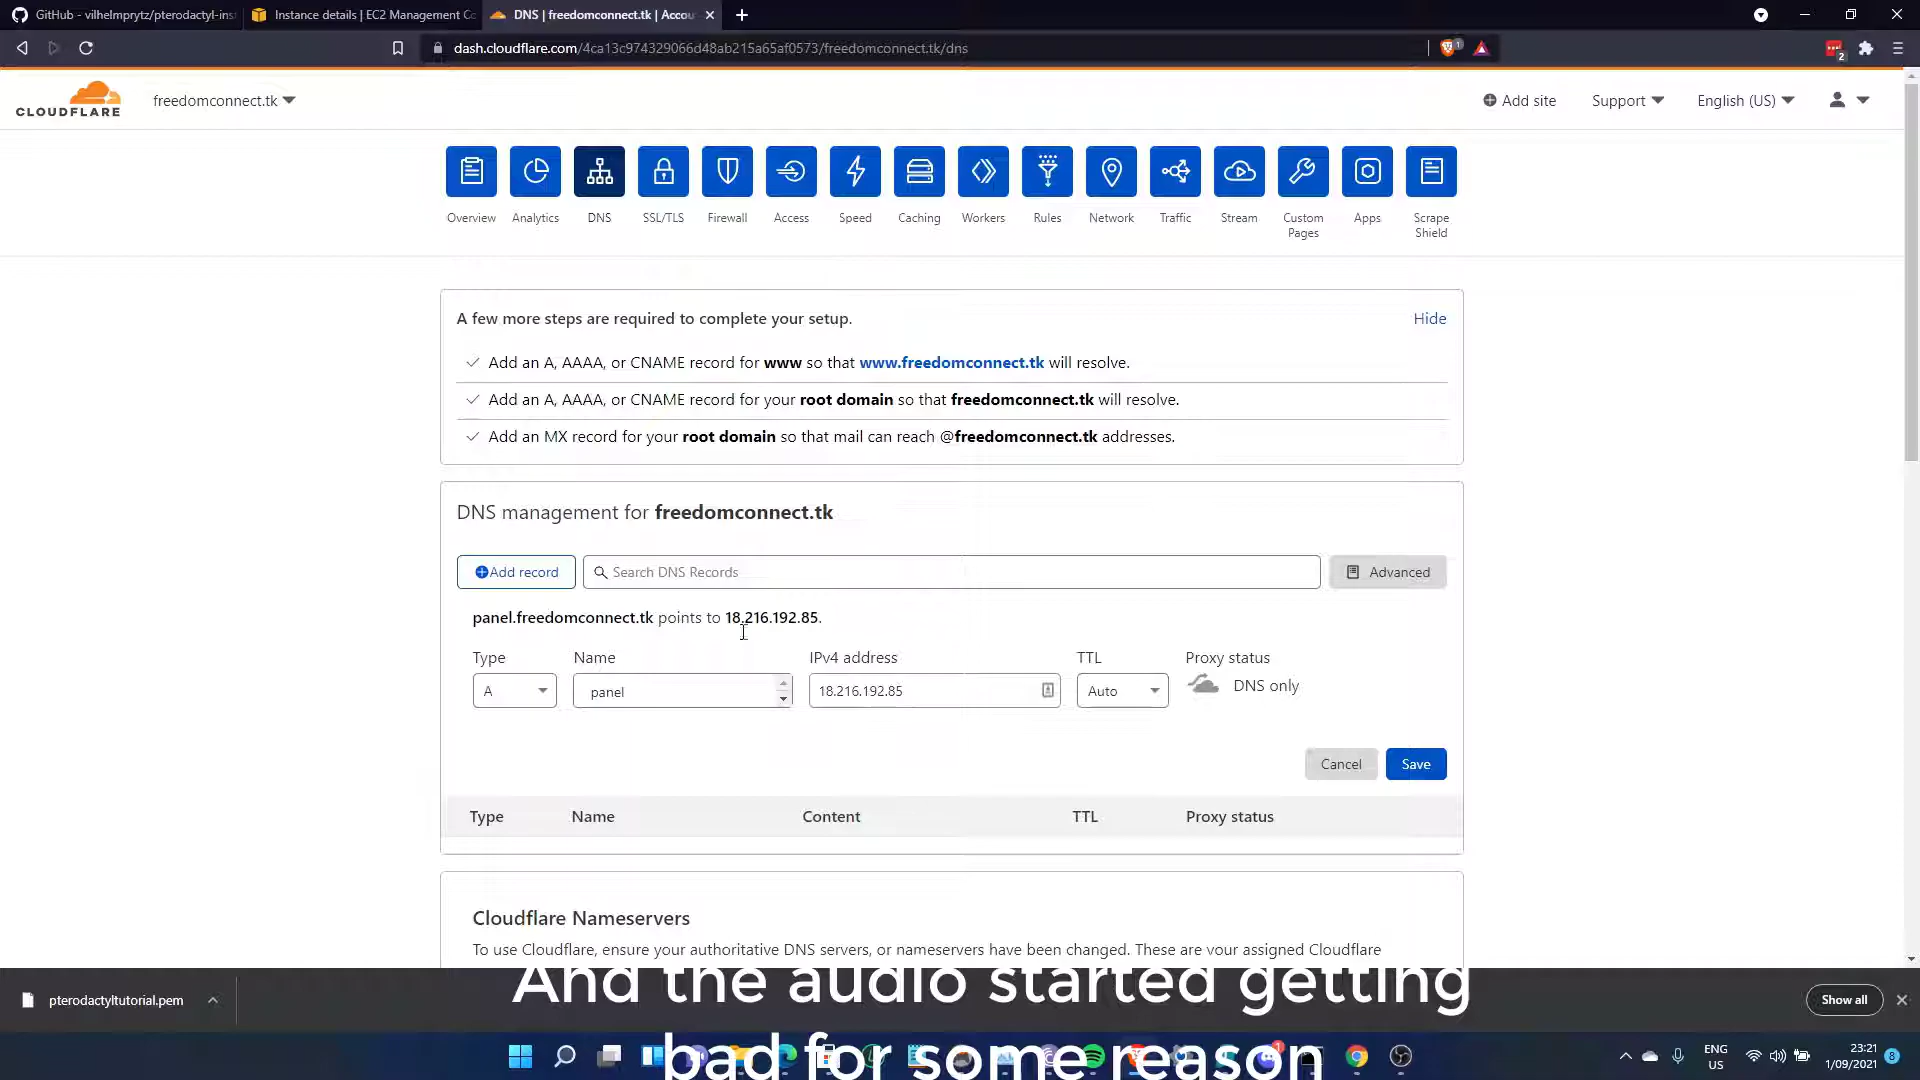 GitHub - vilhelmprytz/pterodactyl-inst
Instance details | EC2 Management Co
DNS | freedomconnect.tk | Accou
dash.cloudflare.com/4ca13c974329066d48ab215a65af0573/freedomconnect.tk/dns
1
2
CLOUDFLARE
freedomconnect.tk
Add site
Support
English (US)
Overview
Analytics
DNS
SSL/TLS
Firewall
Access
Speed
Caching
Workers
Rules
Network
Traffic
Stream
Custom Pages
Apps
Scrape Shield
A few more steps are required to complete your setup.
Hide
Add an A, AAAA, or CNAME record for www so that www.freedomconnect.tk will resolve.
Add an A, AAAA, or CNAME record for your root domain so that freedomconnect.tk will resolve.
Add an MX record for your root domain so that mail can reach @freedomconnect.tk addresses.
DNS management for freedomconnect.tk
Add record
Search DNS Records
Advanced
panel.freedomconnect.tk points to 18.216.192.85.
Type
Name
IPv4 address
TTL
Proxy status
A
panel
18.216.192.85
Auto
DNS only
Cancel
Save
Type
Name
Content
TTL
Proxy status
Cloudflare Nameservers
To use Cloudflare, ensure your authoritative DNS servers, or nameservers have been changed. These are your assigned Cloudflare
And the audio started getting
bad for some reason
pterodactyltutorial.pem
Show all
1
ENG
US
23:21
1/09/2021
8